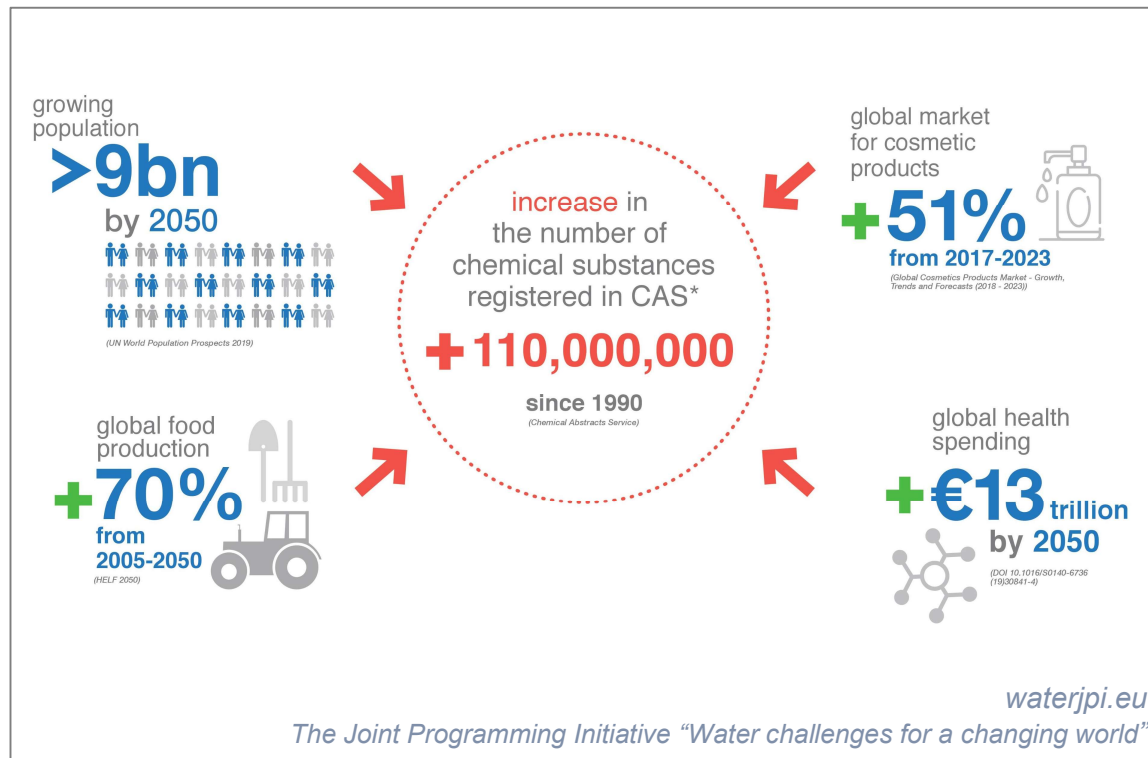 growing
population
>9bn
by 2050
(UN World Population Prospects 2019)
global food
production
+70%
from
2005-2050
(HELF 2050)
increase in
the number of
chemical substances
registered in CAS*
+110,000,000
since 1990
(Chemical Abstracts Service)
global market
for cosmetic
products
+51%
from 2017-2023
(Global Cosmetics Products Market - Growth,
Trends and Forecasts (2018 - 2023))
global health
spending
+€13 trillion
by 2050
(DOI 10.1016/S0140-6736
(19)30841-4)
waterjpi.eu
The Joint Programming Initiative “Water challenges for a changing world”